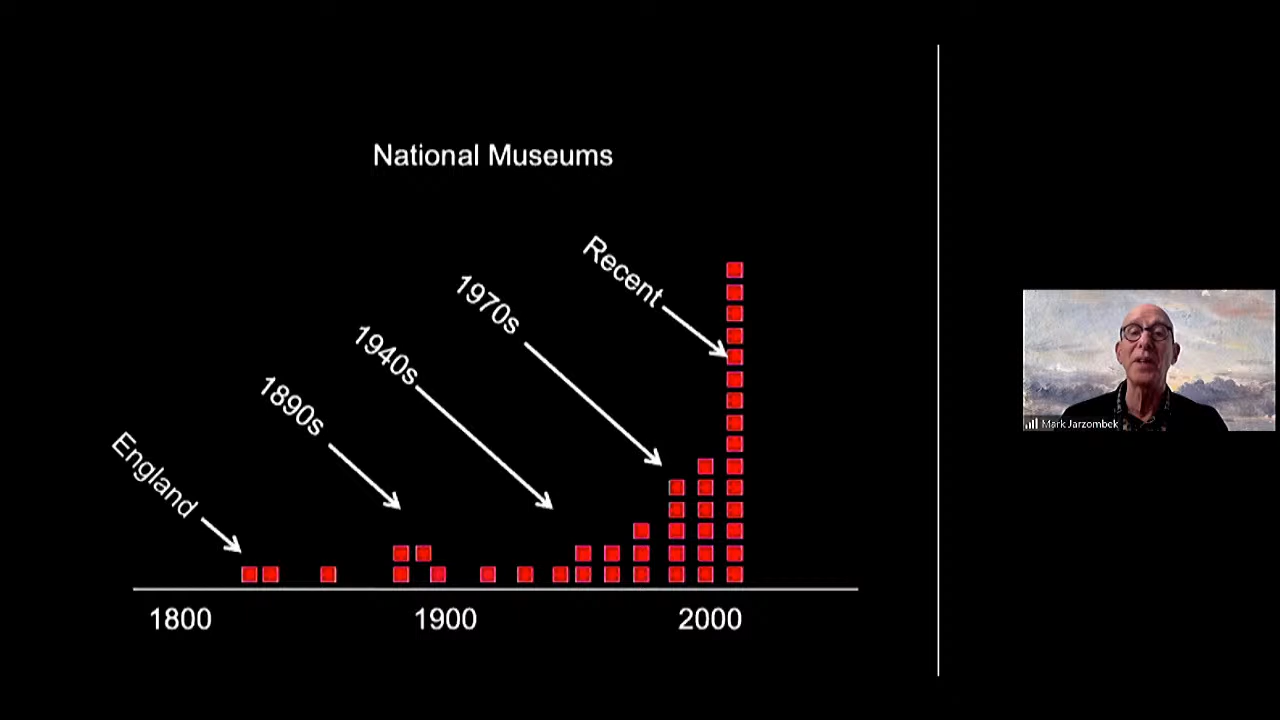 National Museums
Recent
1970s
1940s
1890s
England
1800 1900 2000
Mark Jarzombek